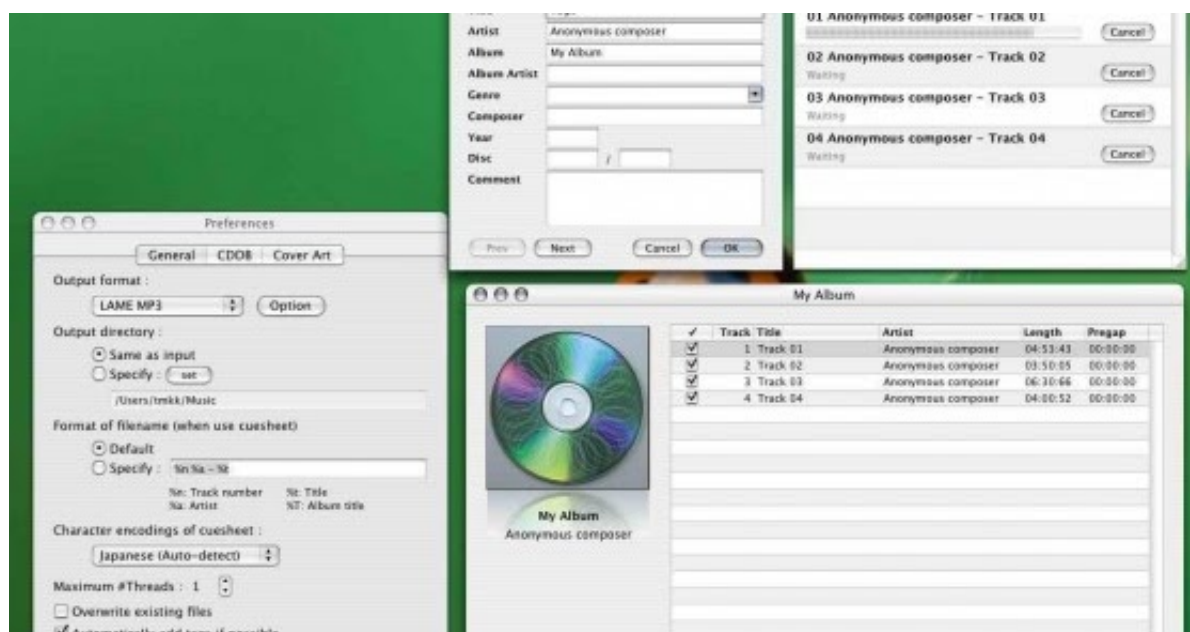 Artist Anonymous composer
Album My Album
Album Artist
Genre
Composer
Year
Disc /
Comment
Prev Next Cancel OK
01 Anonymous composer - Track 01
Cancel
02 Anonymous composer - Track 02
Waiting Cancel
03 Anonymous composer - Track 03
Waiting Cancel
04 Anonymous composer - Track 04
Waiting Cancel
Preferences
General CDDB Cover Art
Output format :
LAME MP3 Option
Output directory :
Same as input
Specify : set
/Users/tmkk/Music
Format of filename (when use cuesheet)
Default
Specify : %n %a - %t
%n: Track number %t: Title
%a: Artist %T: Album title
Character encodings of cuesheet :
Japanese (Auto-detect)
Maximum #Threads : 1
Overwrite existing files
Automatically add tags if possible
My Album
✓ Track Title Artist Length Pregap
1 Track 01 Anonymous composer 04:53:43 00:00:00
2 Track 02 Anonymous composer 03:50:05 00:00:00
3 Track 03 Anonymous composer 06:30:66 00:00:00
4 Track 04 Anonymous composer 04:00:52 00:00:00
My Album
Anonymous composer